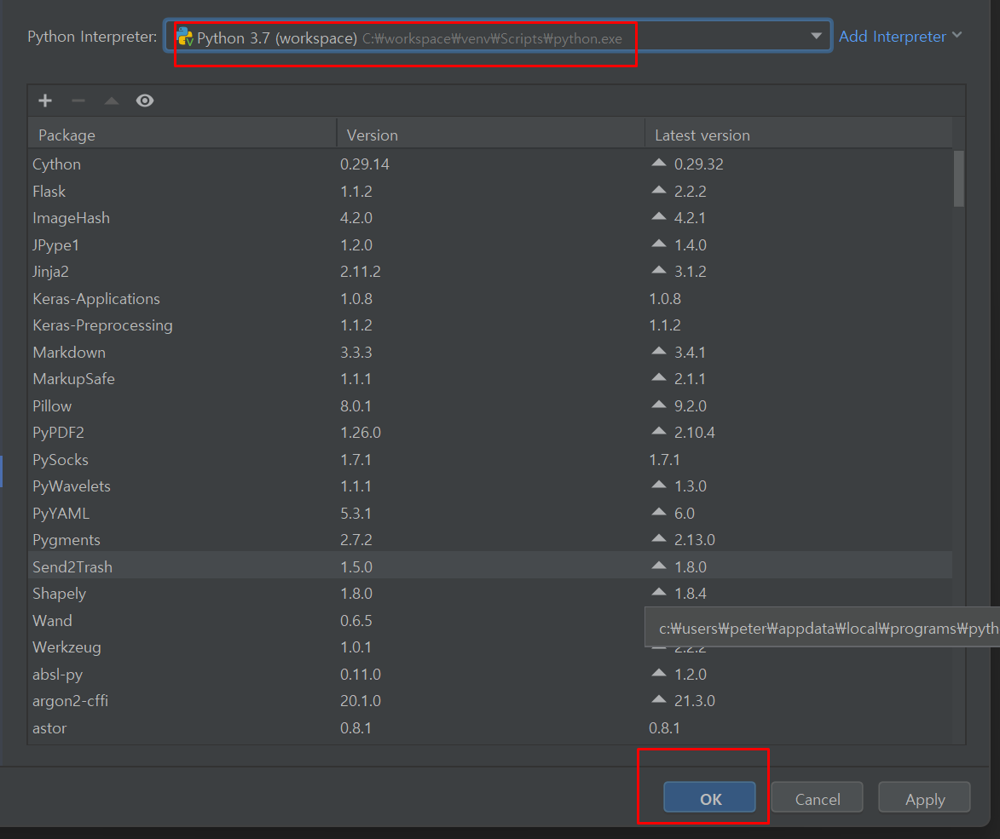 Python Interpreter: Python 3.7 (workspace) C:₩workspace₩venv₩Scripts₩python.exe Add Interpreter
Package Version Latest version
Cython 0.29.14 0.29.32
Flask 1.1.2 2.2.2
ImageHash 4.2.0 4.2.1
JPype1 1.2.0 1.4.0
Jinja2 2.11.2 3.1.2
Keras-Applications 1.0.8 1.0.8
Keras-Preprocessing 1.1.2 1.1.2
Markdown 3.3.3 3.4.1
MarkupSafe 1.1.1 2.1.1
Pillow 8.0.1 9.2.0
PyPDF2 1.26.0 2.10.4
PySocks 1.7.1 1.7.1
PyWavelets 1.1.1 1.3.0
PyYAML 5.3.1 6.0
Pygments 2.7.2 2.13.0
Send2Trash 1.5.0 1.8.0
Shapely 1.8.0 1.8.4
Wand 0.6.5
c:₩users₩peter₩appdata₩local₩programs₩pyth
Werkzeug 1.0.1 2.2.2
absl-py 0.11.0 1.2.0
argon2-cffi 20.1.0 21.3.0
astor 0.8.1 0.8.1
OK Cancel Apply